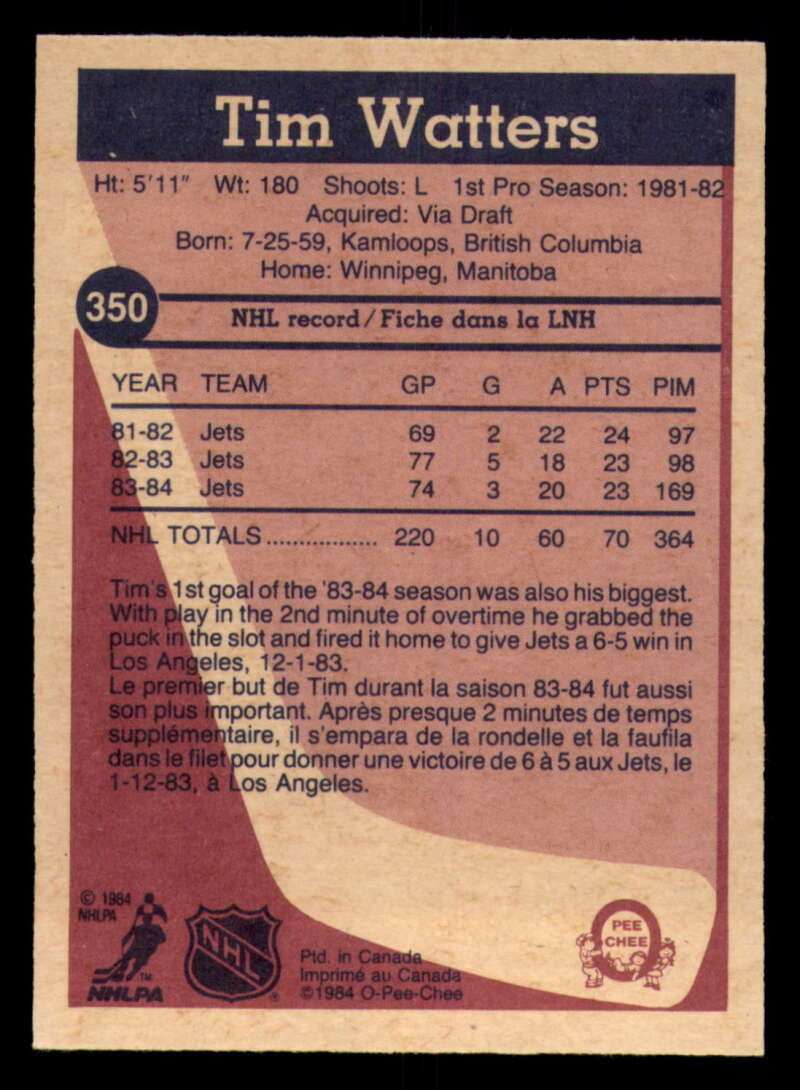 Tim Watters
Ht: 5'11" Wt: 180 Shoots: L 1st Pro Season: 1981-82
Acquired: Via Draft
Born: 7-25-59, Kamloops, British Columbia
Home: Winnipeg, Manitoba
350
NHL record/Fiche dans la LNH
YEAR TEAM GP G A PTS PIM
81-82 Jets 69 2 22 24 97
82-83 Jets 77 5 18 23 98
83-84 Jets 74 3 20 23 169
NHL TOTALS................. 220 10 60 70 364
Tim's 1st goal of the '83-84 season was also his biggest.
With play in the 2nd minute of overtime he grabbed the
puck in the slot and fired it home to give Jets a 6-5 win in
Los Angeles, 12-1-83.
Le premier but de Tim durant la saison 83-84 fut aussi
son plus important. Après presque 2 minutes de temps
supplémentaire, il s'empara de la rondelle et la faufila
dans le filet pour donner une victoire de 6 à 5 aux Jets, le
1-12-83, à Los Angeles.
© 1984
NHLPA
TM
NHLPA
NHL
®
Ptd. in Canada
Imprimé au Canada
©1984 O-Pee-Chee
PEE
CHEE